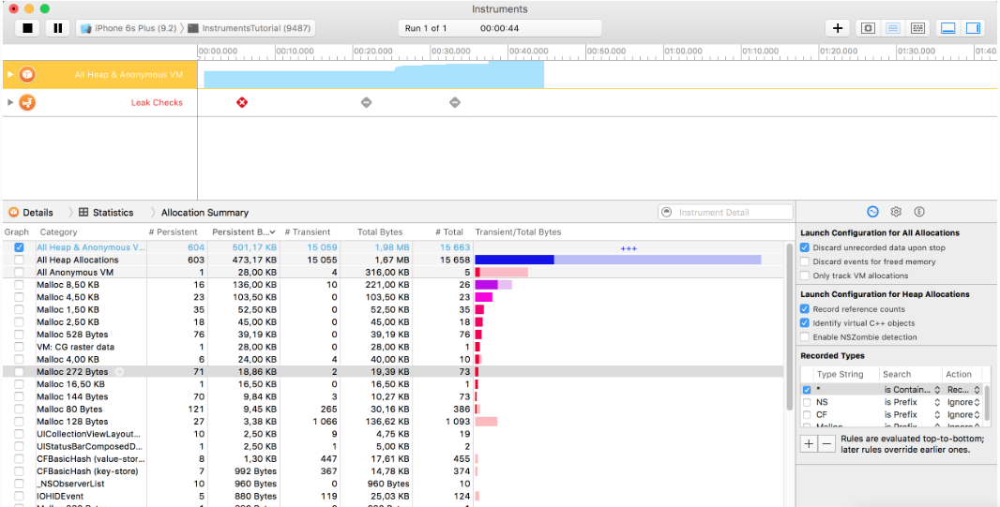 Instruments
iPhone 6s Plus (9.2) InstrumentsTutorial (9487) Run 1 of 1 00:00:44
00:00.000 00:10.000 00:20.000 00:30.000 00:40.000 00:50.000 01:00.000 01:10.000 01:20.000 01:30.000 01:40.
All Heap & Anonymous VM
Leak Checks
Details Statistics Allocation Summary Instrument Detail
Graph Category # Persistent Persistent B... # Transient Total Bytes # Total Transient/Total Bytes
All Heap & Anonymous V... 604 501,17 KB 15 059 1,98 MB 15 663 +++
All Heap Allocations 603 473,17 KB 15 055 1,67 MB 15 658
All Anonymous VM 1 28,00 KB 4 316,00 KB 5
Malloc 8,50 KB 16 136,00 KB 10 221,00 KB 26
Malloc 4,50 KB 23 103,50 KB 0 103,50 KB 23
Malloc 1,50 KB 35 52,50 KB 0 52,50 KB 35
Malloc 2,50 KB 18 45,00 KB 0 45,00 KB 18
Malloc 528 Bytes 76 39,19 KB 0 39,19 KB 76
VM: CG raster data 1 28,00 KB 0 28,00 KB 1
Malloc 4,00 KB 6 24,00 KB 4 40,00 KB 10
Malloc 272 Bytes 71 18,86 KB 2 19,39 KB 73
Malloc 16,50 KB 1 16,50 KB 0 16,50 KB 1
Malloc 144 Bytes 70 9,84 KB 3 10,27 KB 73
Malloc 80 Bytes 121 9,45 KB 265 30,16 KB 386
Malloc 128 Bytes 27 3,38 KB 1 066 136,62 KB 1 093
UICollectionViewLayout... 10 2,50 KB 9 4,75 KB 19
UIStatusBarComposedD... 1 2,50 KB 1 5,00 KB 2
CFBasicHash (value-stor... 8 1,30 KB 447 17,61 KB 455
CFBasicHash (key-store) 7 992 Bytes 367 14,78 KB 374
_NSObserverList 10 960 Bytes 0 960 Bytes 10
IOHIDEvent 5 880 Bytes 119 25,03 KB 124
E
Launch Configuration for All Allocations
Discard unrecorded data upon stop
Discard events for freed memory
Only track VM allocations
Launch Configuration for Heap Allocations
Record reference counts
Identify virtual C++ objects
Enable NSZombie detection
Recorded Types
Type String Search Action
* is Contain... Rec...
NS is Prefix Ignore
CF is Prefix Ignore
Malloc is Prefix Ignore
+ − Rules are evaluated top-to-bottom;
later rules override earlier ones.